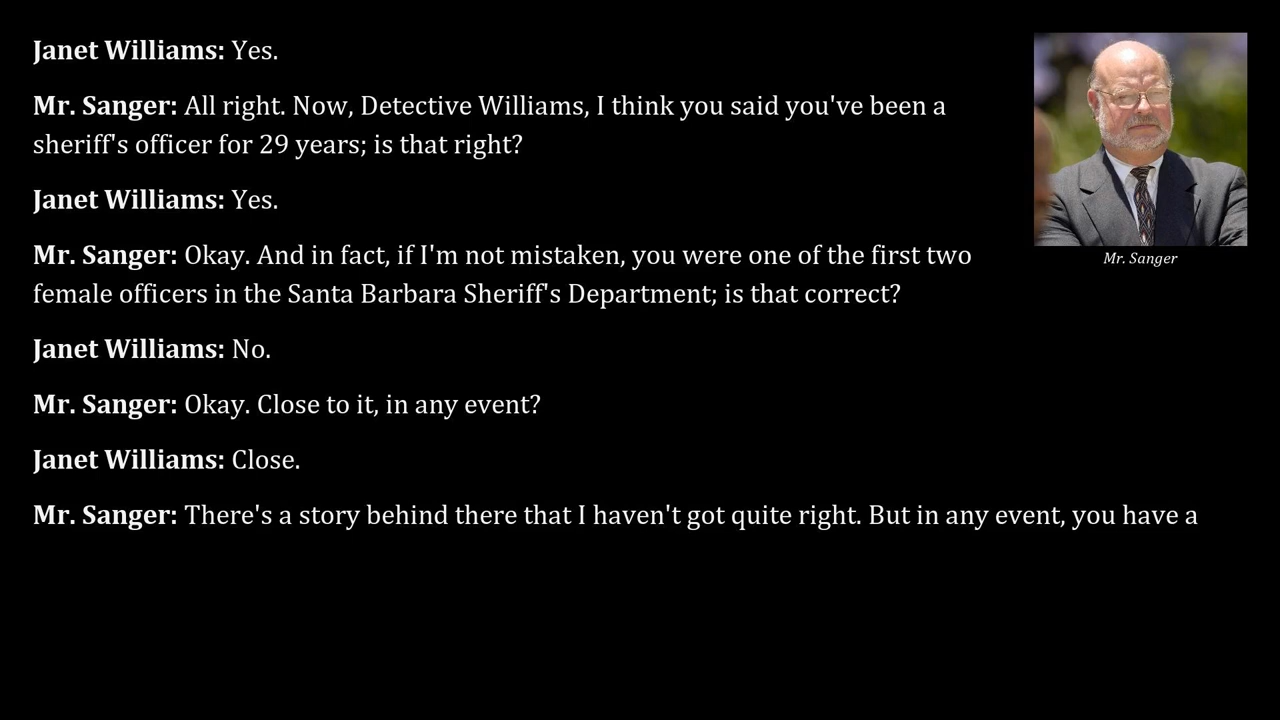 Janet Williams: Yes.
Mr. Sanger: All right. Now, Detective Williams, I think you said you've been a
sheriff's officer for 29 years; is that right?
Janet Williams: Yes.
Mr. Sanger: Okay. And in fact, if I'm not mistaken, you were one of the first two
female officers in the Santa Barbara Sheriff's Department; is that correct?
Janet Williams: No.
Mr. Sanger: Okay. Close to it, in any event?
Janet Williams: Close.
Mr. Sanger: There's a story behind there that I haven't got quite right. But in any event, you have a
Mr. Sanger